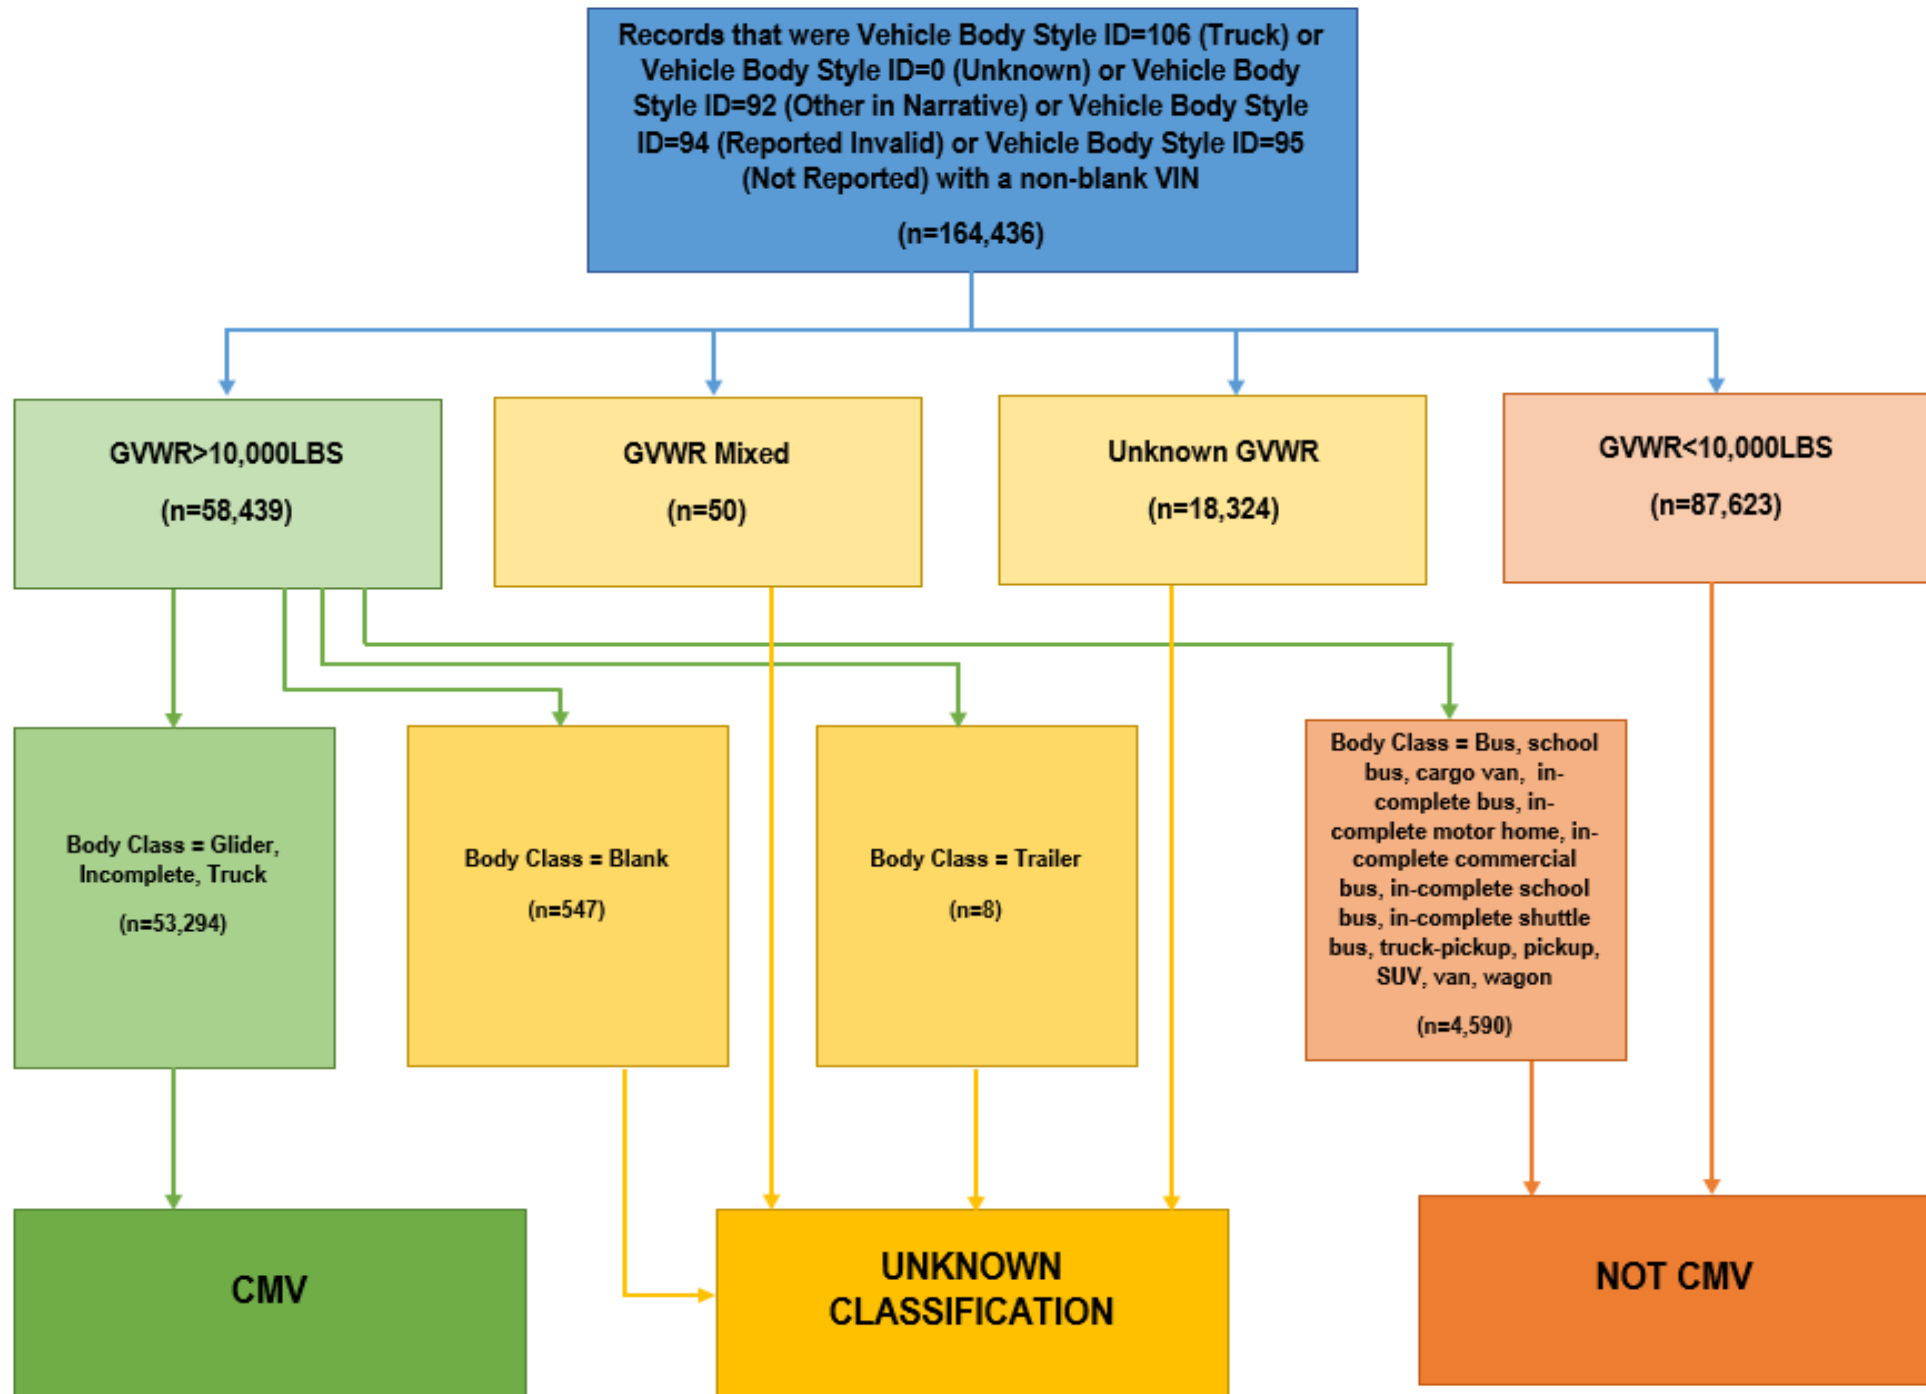 Records that were Vehicle Body Style ID=106 (Truck) or
Vehicle Body Style ID=0 (Unknown) or Vehicle Body
Style ID=92 (Other in Narrative) or Vehicle Body Style
ID=94 (Reported Invalid) or Vehicle Body Style ID=95
(Not Reported) with a non-blank VIN
(n=164,436)
GVWR>10,000LBS
(n=58,439)
GVWR Mixed
(n=50)
Unknown GVWR
(n=18,324)
GVWR<10,000LBS
(n=87,623)
Body Class = Glider,
Incomplete, Truck
(n=53,294)
Body Class = Blank
(n=547)
Body Class = Trailer
(n=8)
Body Class = Bus, school
bus, cargo van, in-
complete bus, in-
complete motor home, in-
complete commercial
bus, in-complete school
bus, in-complete shuttle
bus, truck-pickup, pickup,
SUV, van, wagon
(n=4,590)
CMV
UNKNOWN
CLASSIFICATION
NOT CMV